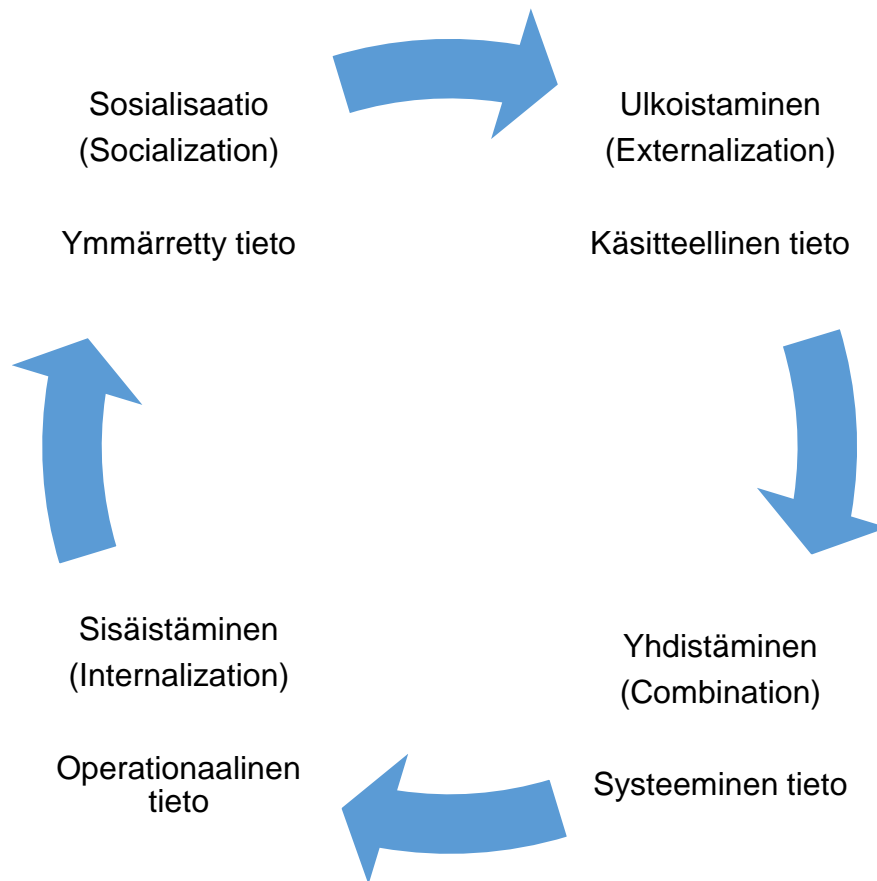 Sosialisaatio
(Socialization)
Ymmärretty tieto
Ulkoistaminen
(Externalization)
Käsitteellinen tieto
Sisäistäminen
(Internalization)
Operationaalinen
tieto
Yhdistäminen
(Combination)
Systeeminen tieto